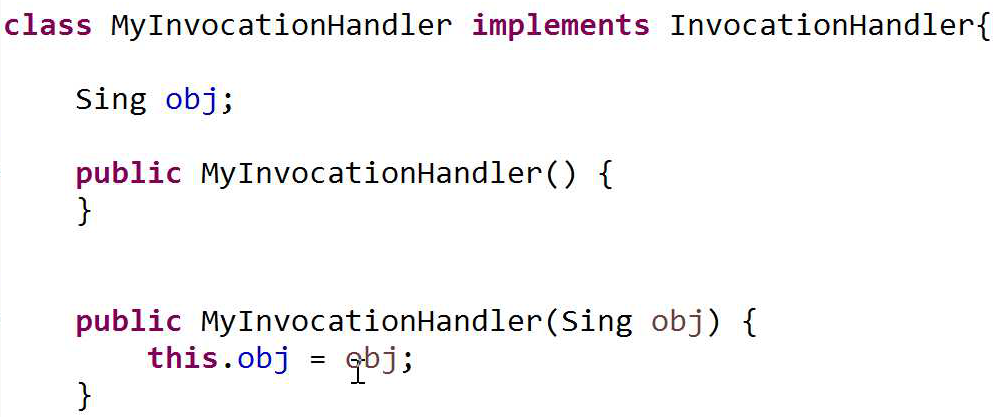 class MyInvocationHandler implements InvocationHandler{
Sing obj;
public MyInvocationHandler() {
}
public MyInvocationHandler(Sing obj) {
this.obj = obj;
}